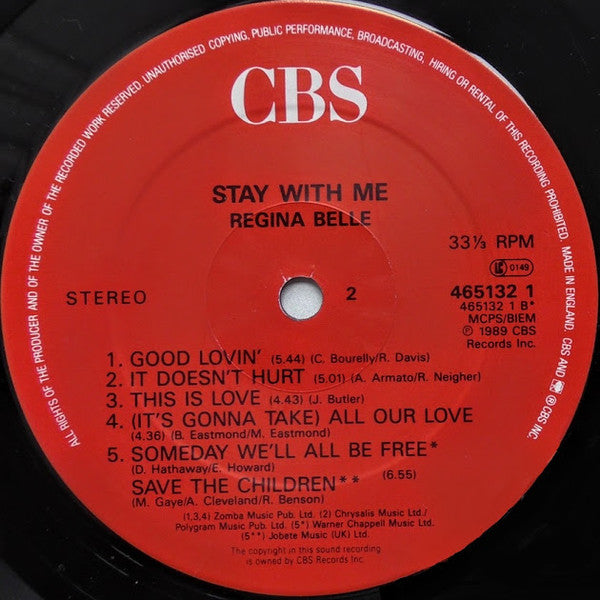 ALL RIGHTS OF THE PRODUCER AND OF THE OWNER OF THE RECORDED WORK RESERVED. UNAUTHORISED COPYING, PUBLIC PERFORMANCE, BROADCASTING, HIRING OR RENTAL OF THIS RECORDING PROHIBITED. MADE IN ENGLAND. CBS AND ® CBS INC.
CBS
STAY WITH ME
REGINA BELLE
33⅓ RPM
LC 0149
STEREO
2
465132 1
465132 1 B*
MCPS/BIEM
℗ 1989 CBS
Records Inc.
1. GOOD LOVIN' (5.44) (C. Bourelly/R. Davis)
2. IT DOESN'T HURT (5.01) (A. Armato/R. Neigher)
3. THIS IS LOVE (4.43) (J. Butler)
4. (IT'S GONNA TAKE) ALL OUR LOVE
(4.36) (B. Eastmond/M. Eastmond)
5. SOMEDAY WE'LL ALL BE FREE*
(D. Hathaway/E. Howard)
SAVE THE CHILDREN** (6.55)
(M. Gaye/A. Cleveland/R. Benson)
(1,3,4) Zomba Music Pub. Ltd. (2) Chrysalis Music Ltd./
Polygram Music Pub. Ltd. (5*) Warner Chappell Music Ltd.
(5**) Jobete Music (UK) Ltd.
The copyright in this sound recording
is owned by CBS Records Inc.